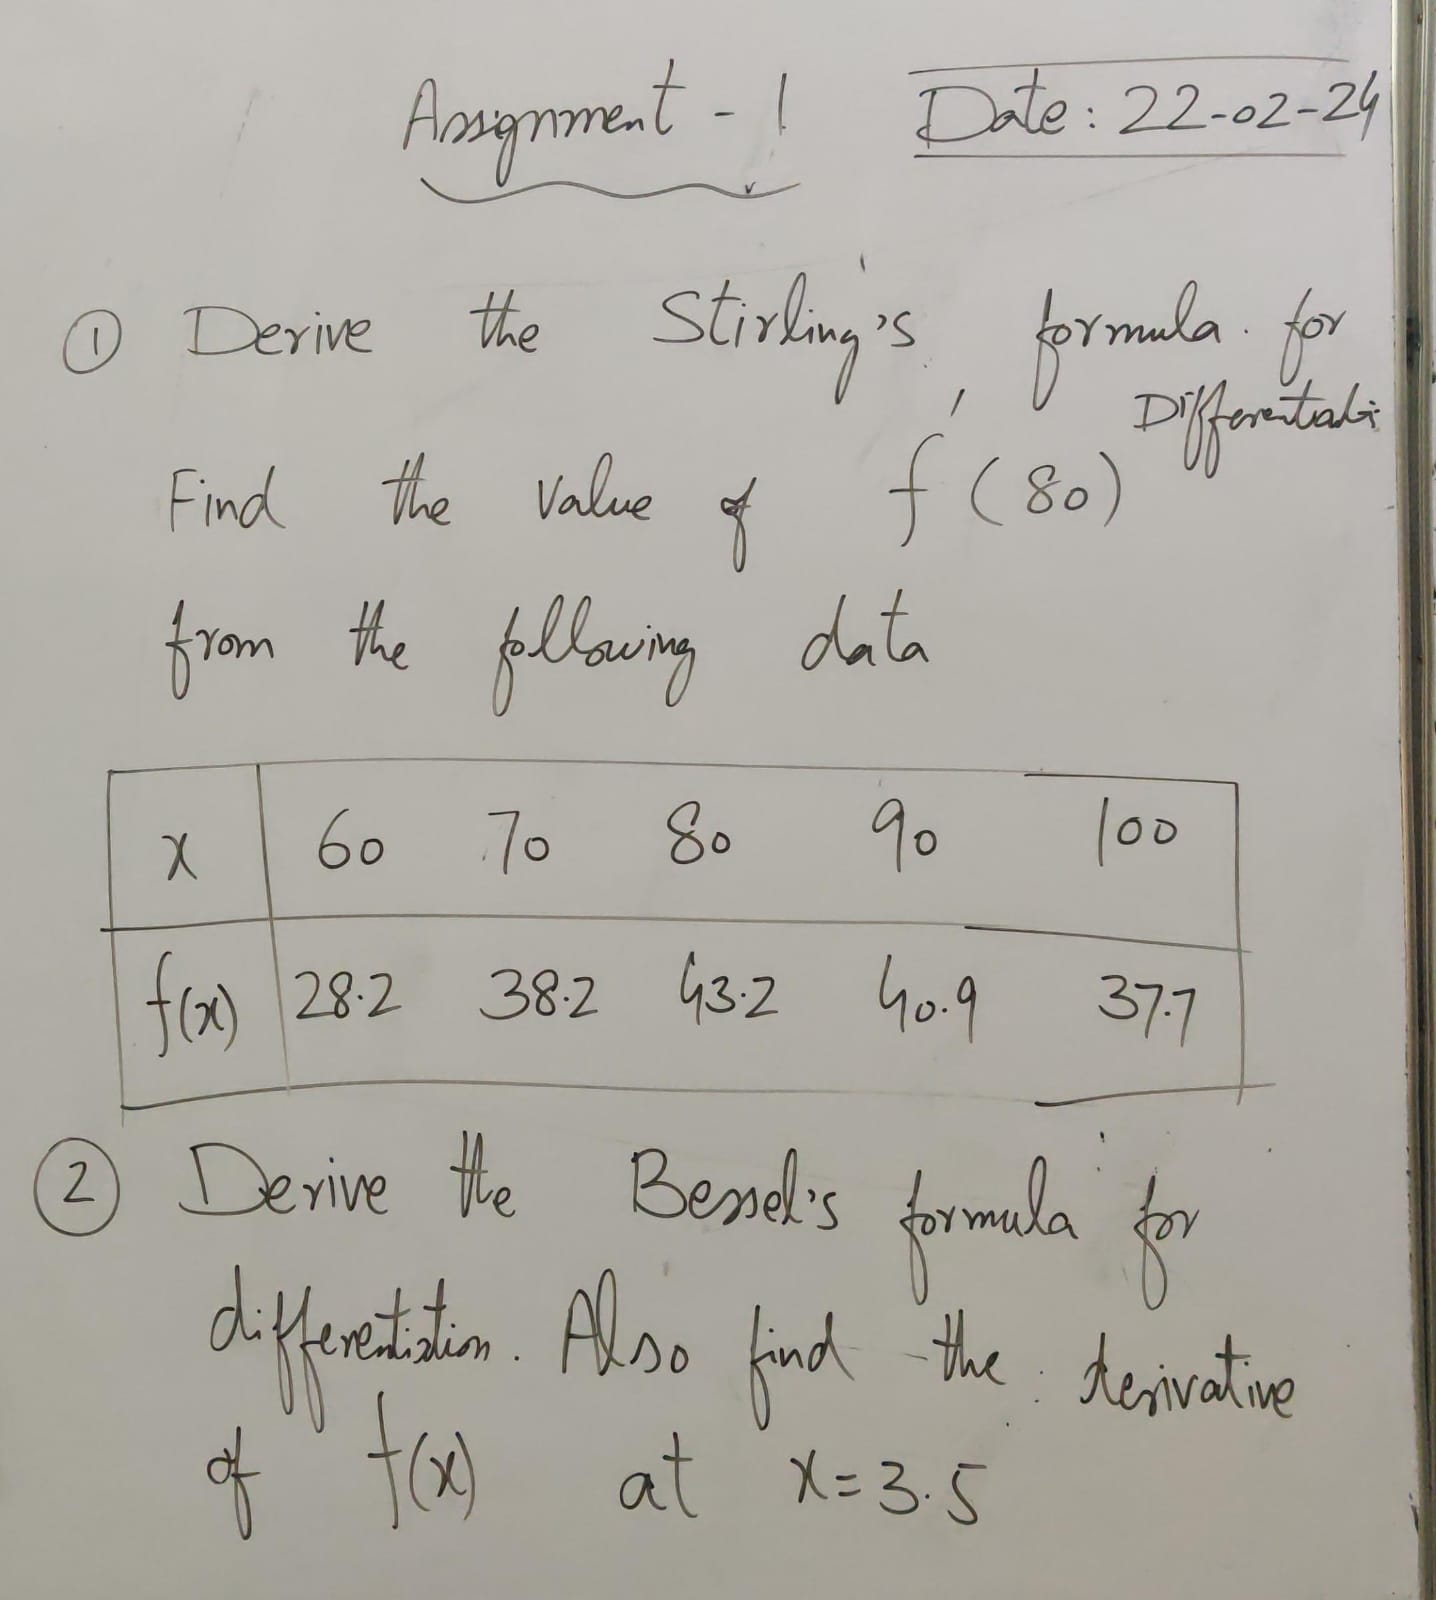 Assignment - 1
Date: 22-02-24
① Derive the Stirling's formula for
Find the value of f'(80)
from the following data
x 60 70 80 90 100
f(x) 28.2 38.2 43.2 40.9 37.7
② Derive the Bessel's formula for
differentiation. Also find the derivative
of f(x) at x=3.5